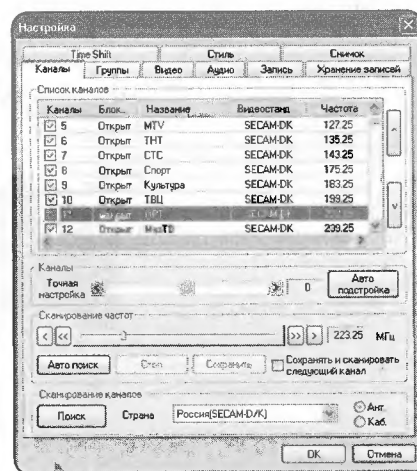 Настройка
Time Shift Стиль Снимок
Каналы Группы Видео Аудио Запись Хранение записей
Список каналов
Каналы Блок... Название Видеостанд Частота
5 Открыт MTV SECAM-DK 127.25
6 Открыт ТНТ SECAM-DK 135.25
7 Открыт СТС SECAM-DK 143.25
8 Открыт Спорт SECAM-DK 175.25
9 Открыт Культура SECAM-DK 183.25
10 Открыт ТВЦ SECAM-DK 199.25
11 Открыт ОРТ
12 Открыт МузТВ SECAM-DK 239.25
Каналы
Точная настройка 0 Авто подстройка
Сканирование частот
< << >> > 223.25 МГц
Авто поиск Стоп Сохранить Сохранять и сканировать следующий канал
Сканирование каналов
Поиск Страна Россия(SECAM-D/K) Ант.
Каб.
OK Отмена